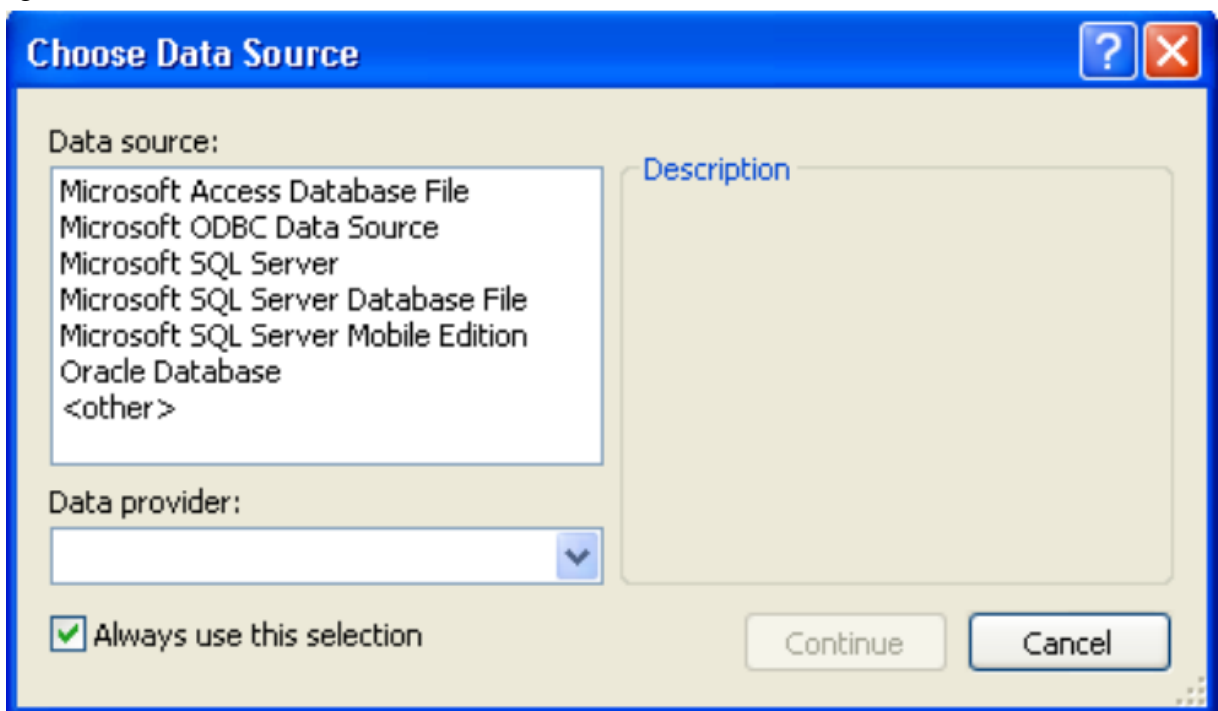 Choose Data Source
Data source:
Microsoft Access Database File
Microsoft ODBC Data Source
Microsoft SQL Server
Microsoft SQL Server Database File
Microsoft SQL Server Mobile Edition
Oracle Database
<other>
Description
Data provider:
Always use this selection
Continue
Cancel